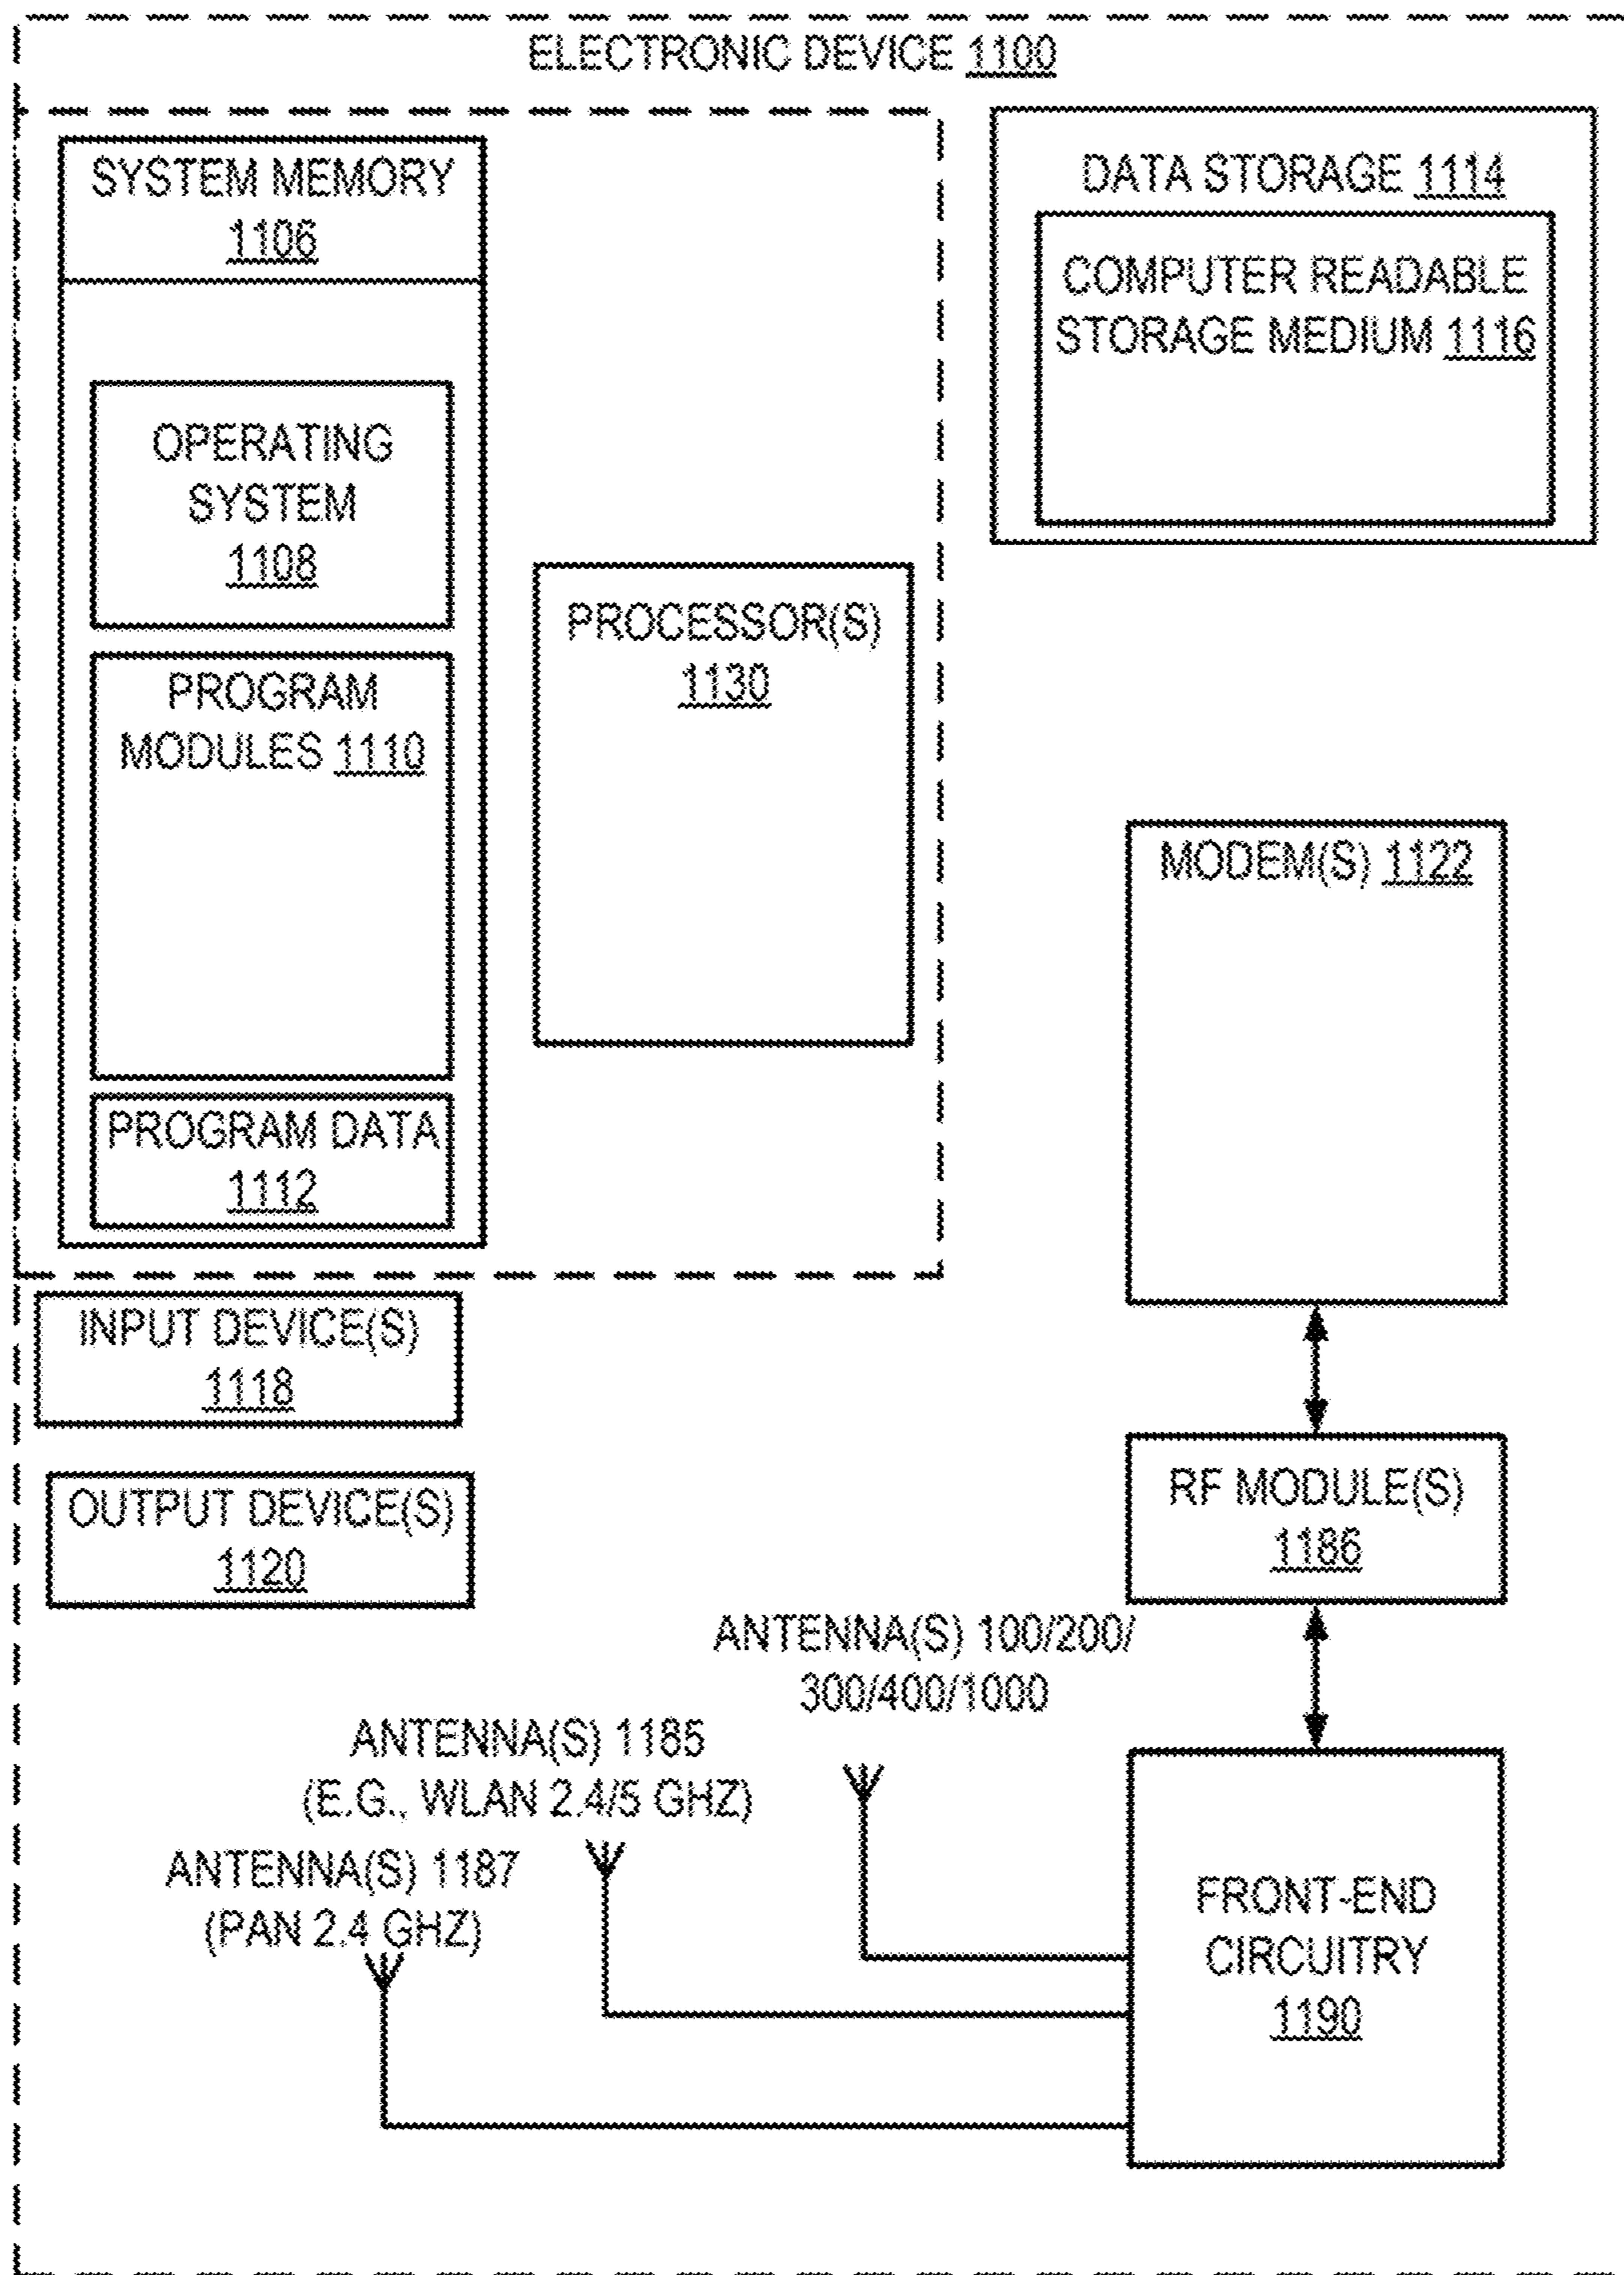 ELECTRONIC DEVICE 1100
SYSTEM MEMORY
1106
OPERATING
SYSTEM
1108
PROGRAM
MODULES 1110
PROGRAM DATA
1112
PROCESSOR(S)
1130
DATA STORAGE 1114
COMPUTER READABLE
STORAGE MEDIUM 1116
MODEM(S) 1122
INPUT DEVICE(S)
1118
OUTPUT DEVICE(S)
1120
RF MODULE(S)
1186
ANTENNA(S) 100/200/
300/400/1000
ANTENNA(S) 1185
(E.G., WLAN 2.4/5 GHZ)
ANTENNA(S) 1187
(PAN 2.4 GHZ)
FRONT-END
CIRCUITRY
1190